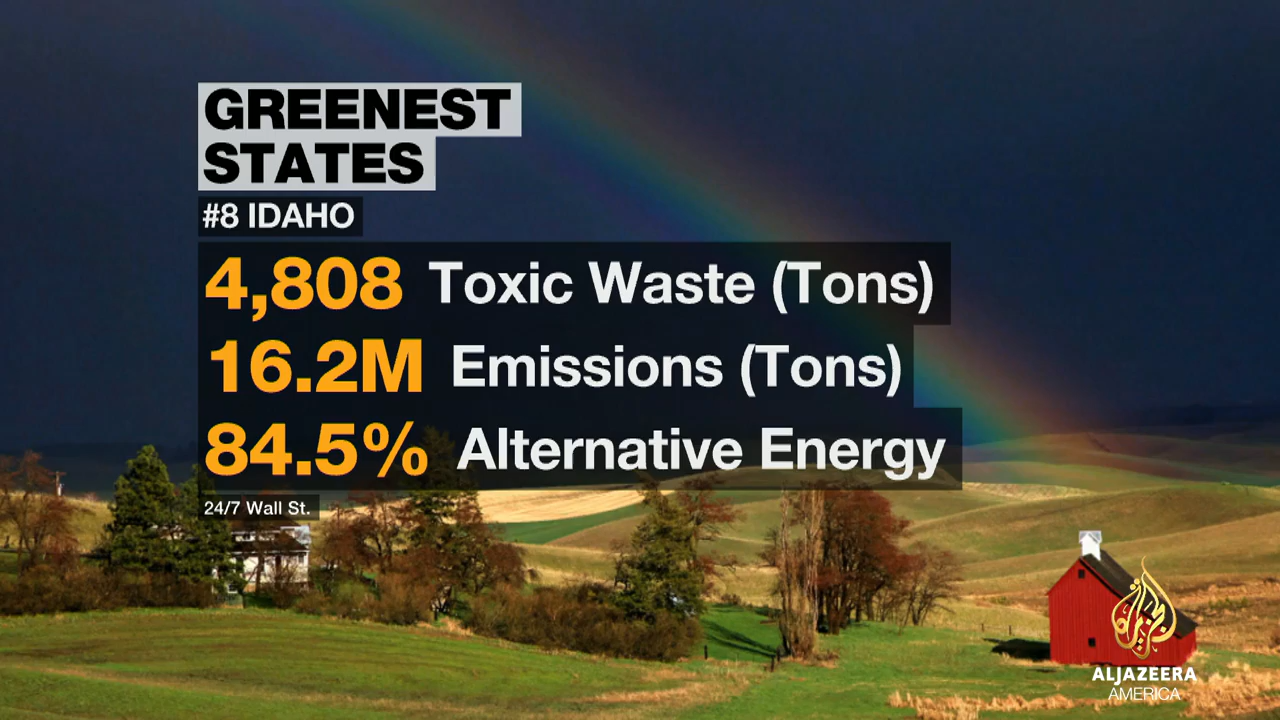 GREENEST
STATES
#8 IDAHO
4,808 Toxic Waste (Tons)
16.2M Emissions (Tons)
84.5% Alternative Energy
24/7 Wall St.
ALJAZEERA
AMERICA